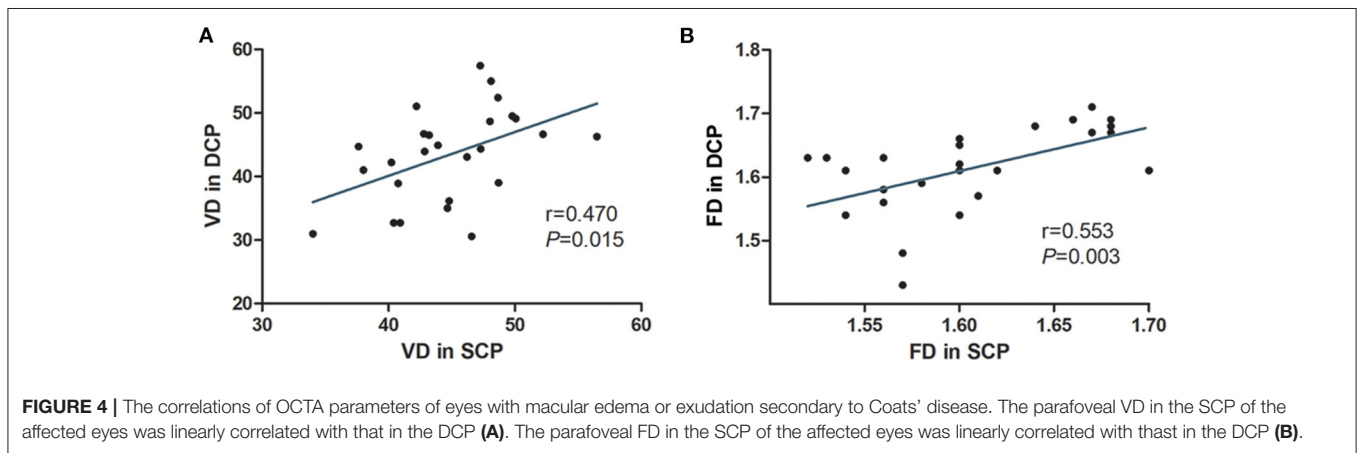 A
60
50
40
30
20
VD in DCP
r=0.470
P=0.015
30 40 50 60
VD in SCP
B
1.8
1.7
1.6
1.5
FD in DCP
r=0.553
P=0.003
1.55 1.60 1.65 1.70
FD in SCP
FIGURE 4 | The correlations of OCTA parameters of eyes with macular edema or exudation secondary to Coats’ disease. The parafoveal VD in the SCP of the
affected eyes was linearly correlated with that in the DCP (A). The parafoveal FD in the SCP of the affected eyes was linearly correlated with thast in the DCP (B).